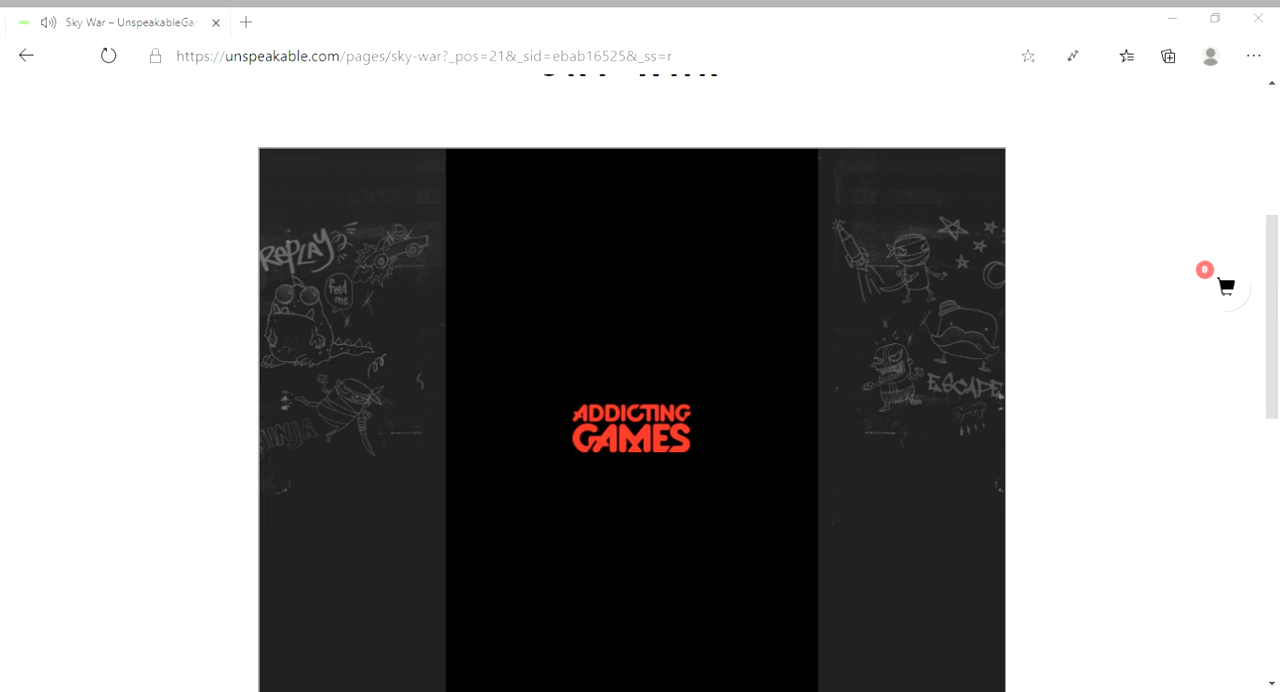 Sky War – UnspeakableGa
https://unspeakable.com/pages/sky-war?_pos=21&_sid=ebab16525&_ss=r
0
REPLAY
feed me
ADDICTING
GAMES
ESCAPE
NINJA